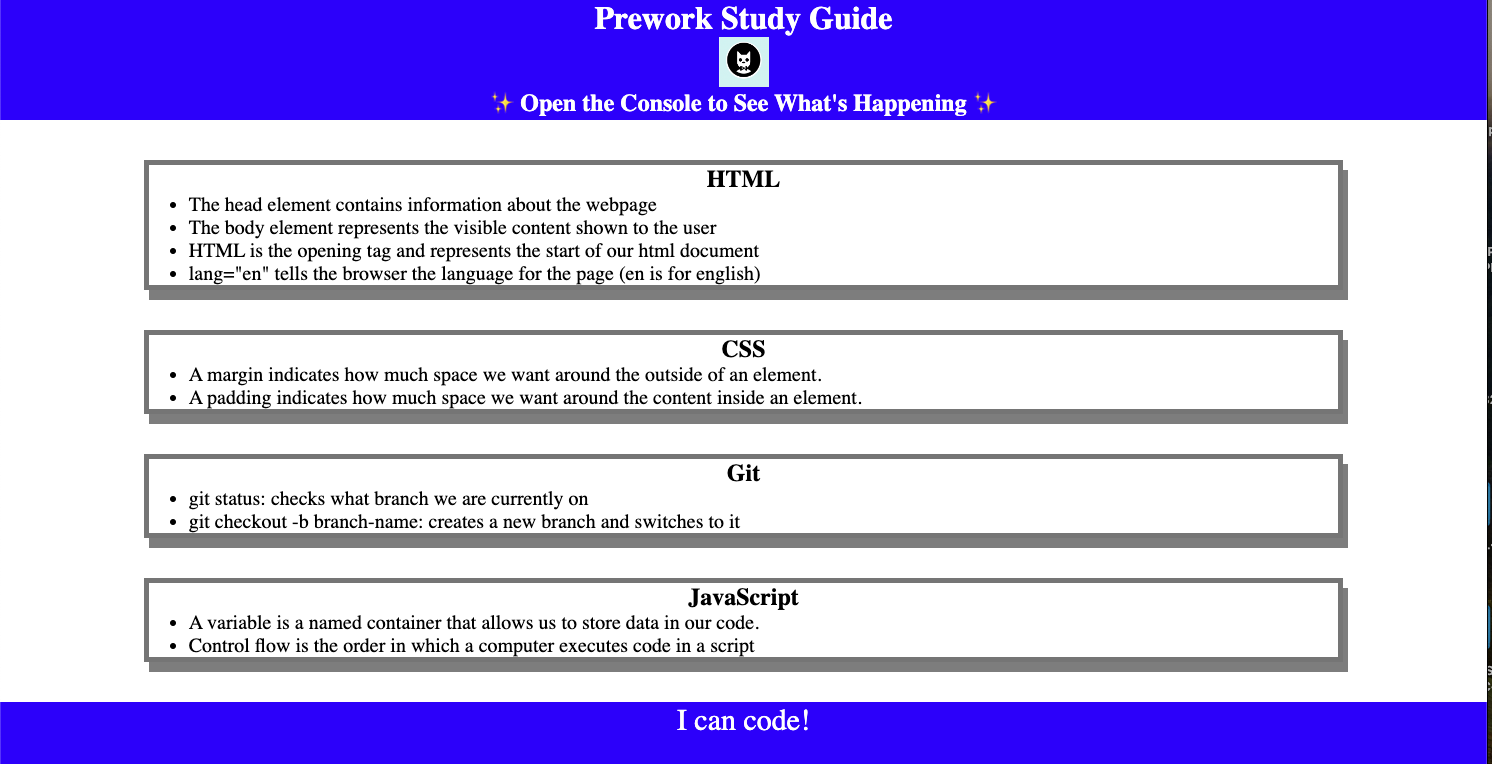 Prework Study Guide
✨ Open the Console to See What's Happening ✨
HTML
• The head element contains information about the webpage
• The body element represents the visible content shown to the user
• HTML is the opening tag and represents the start of our html document
• lang="en" tells the browser the language for the page (en is for english)
CSS
• A margin indicates how much space we want around the outside of an element.
• A padding indicates how much space we want around the content inside an element.
Git
• git status: checks what branch we are currently on
• git checkout -b branch-name: creates a new branch and switches to it
JavaScript
• A variable is a named container that allows us to store data in our code.
• Control flow is the order in which a computer executes code in a script
I can code!